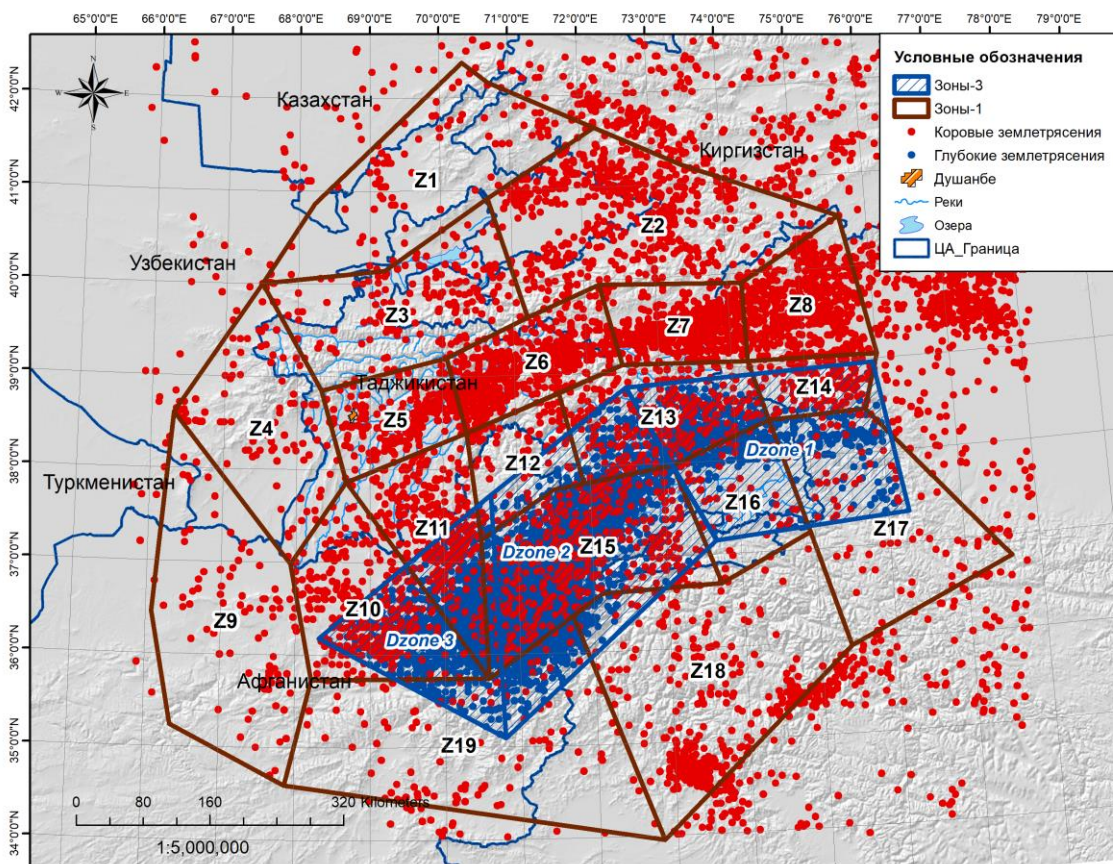 65°0'0"E 66°0'0"E 67°0'0"E 68°0'0"E 69°0'0"E 70°0'0"E 71°0'0"E 72°0'0"E 73°0'0"E 74°0'0"E 75°0'0"E 76°0'0"E 77°0'0"E 78°0'0"E 79°0'0"E
42°0'0"N
41°0'0"N
40°0'0"N
39°0'0"N
38°0'0"N
37°0'0"N
36°0'0"N
35°0'0"N
34°0'0"N
N
W
E
S
Условные обозначения
Зоны-3
Зоны-1
Коровые землетрясения
Глубокие землетрясения
Душанбе
Реки
Озера
ЦА_Граница
Казахстан
Киргизстан
Узбекистан
Таджикистан
Туркменистан
Афганистан
Z1
Z2
Z3
Z8
Z7
Z6
Z14
Z5
Z13
Z4
Dzone 1
Z12
Z16
Z11
Z17
Dzone 2
Z15
Z10
Z9
Dzone 3
Z18
Z19
0 80 160 320 Kilometers
1:5,000,000